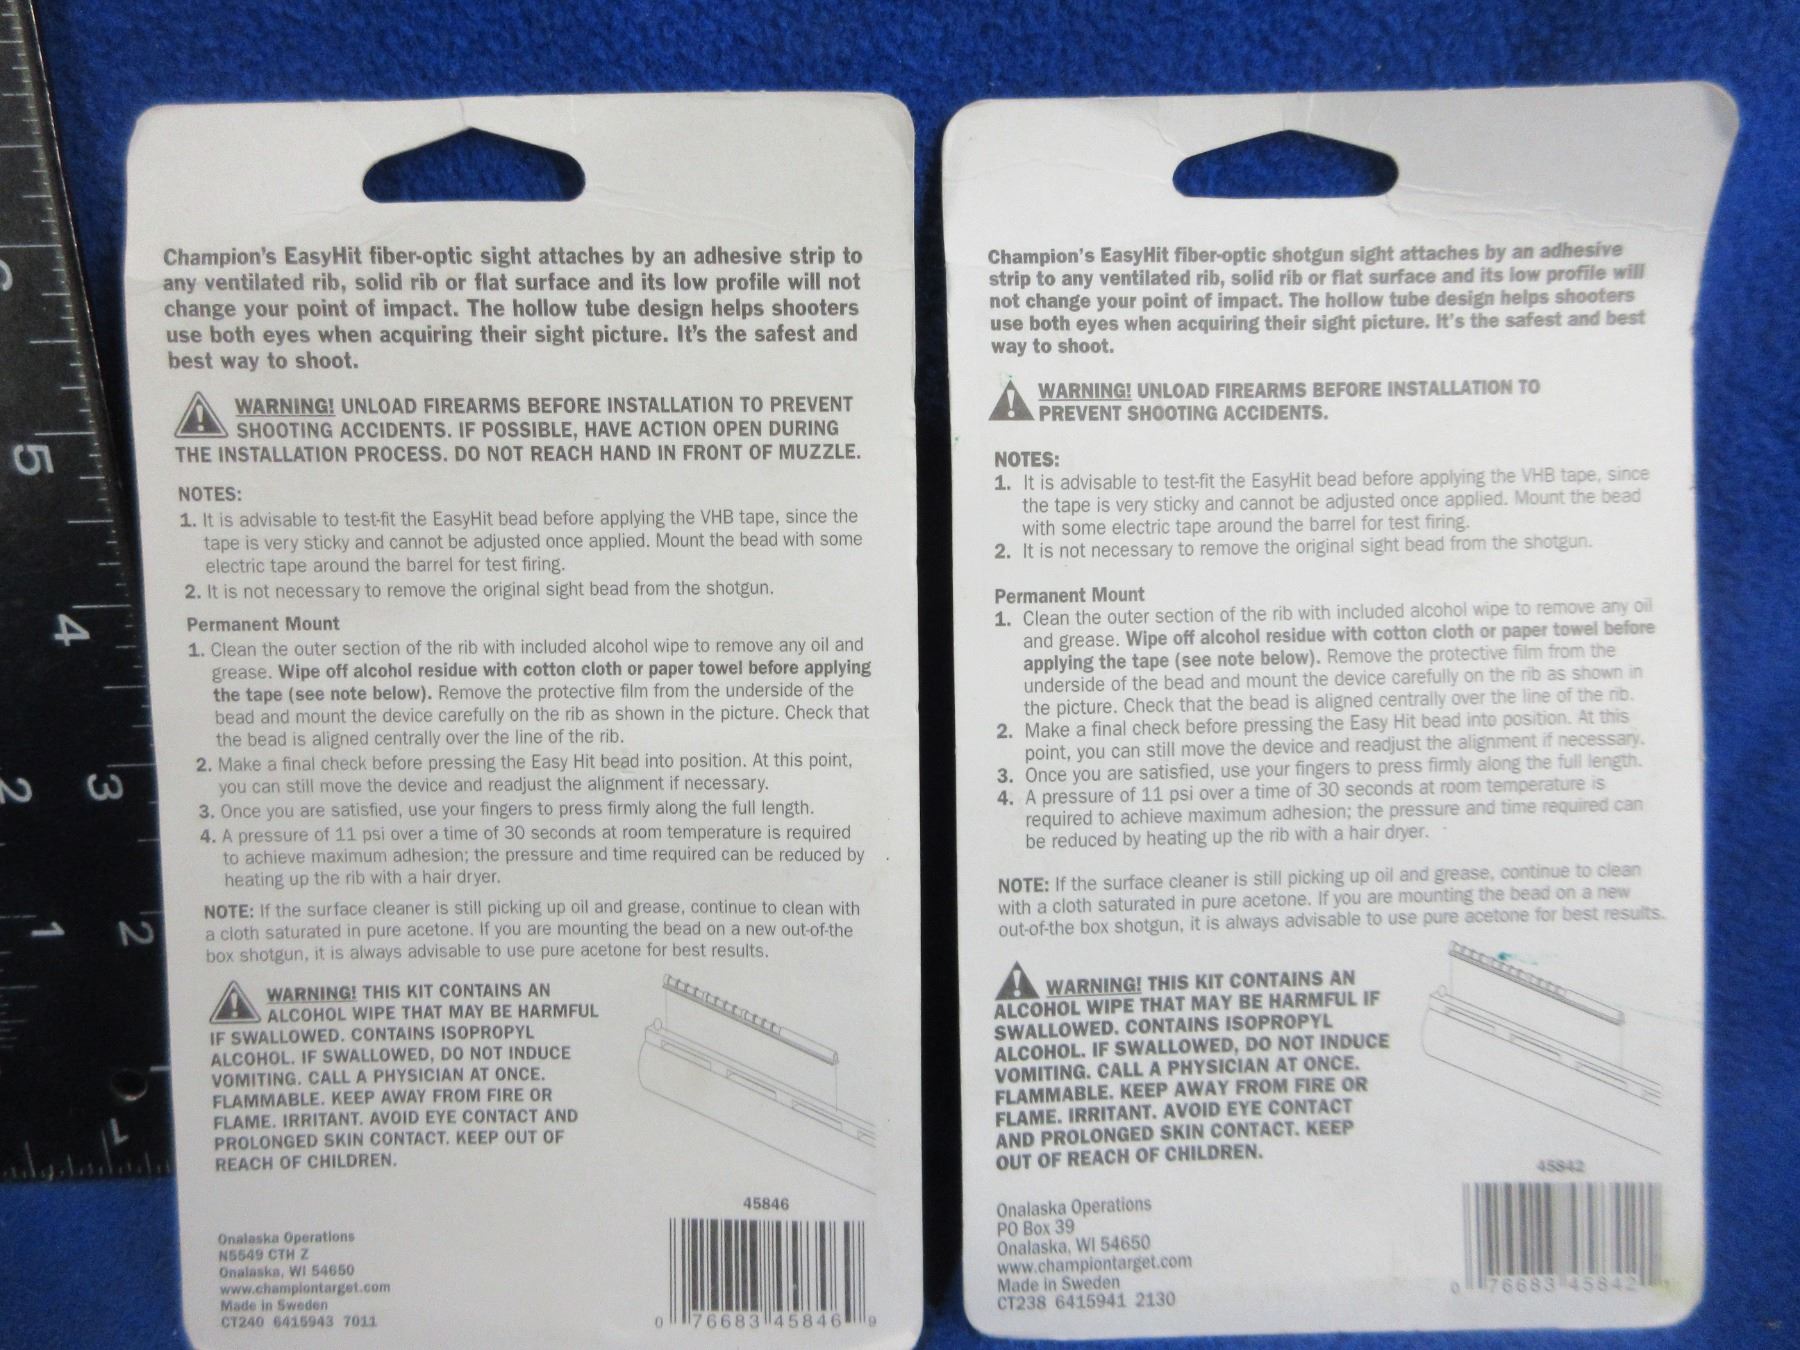 Champion's EasyHit fiber-optic sight attaches by an adhesive strip to
any ventilated rib, solid rib or flat surface and its low profile will not
change your point of impact. The hollow tube design helps shooters
use both eyes when acquiring their sight picture. It's the safest and
best way to shoot.
WARNING! UNLOAD FIREARMS BEFORE INSTALLATION TO PREVENT
SHOOTING ACCIDENTS. IF POSSIBLE, HAVE ACTION OPEN DURING
THE INSTALLATION PROCESS. DO NOT REACH HAND IN FRONT OF MUZZLE.
NOTES:
1. It is advisable to test-fit the EasyHit bead before applying the VHB tape, since the
tape is very sticky and cannot be adjusted once applied. Mount the bead with some
electric tape around the barrel for test firing.
2. It is not necessary to remove the original sight bead from the shotgun.
Permanent Mount
1. Clean the outer section of the rib with included alcohol wipe to remove any oil and
grease. Wipe off alcohol residue with cotton cloth or paper towel before applying
the tape (see note below). Remove the protective film from the underside of the
bead and mount the device carefully on the rib as shown in the picture. Check that
the bead is aligned centrally over the line of the rib.
2. Make a final check before pressing the Easy Hit bead into position. At this point,
you can still move the device and readjust the alignment if necessary.
3. Once you are satisfied, use your fingers to press firmly along the full length.
4. A pressure of 11 psi over a time of 30 seconds at room temperature is required
to achieve maximum adhesion; the pressure and time required can be reduced by
heating up the rib with a hair dryer.
NOTE: If the surface cleaner is still picking up oil and grease, continue to clean with
a cloth saturated in pure acetone. If you are mounting the bead on a new out-of-the
box shotgun, it is always advisable to use pure acetone for best results.
WARNING! THIS KIT CONTAINS AN
ALCOHOL WIPE THAT MAY BE HARMFUL
IF SWALLOWED. CONTAINS ISOPROPYL
ALCOHOL. IF SWALLOWED, DO NOT INDUCE
VOMITING. CALL A PHYSICIAN AT ONCE.
FLAMMABLE. KEEP AWAY FROM FIRE OR
FLAME. IRRITANT. AVOID EYE CONTACT AND
PROLONGED SKIN CONTACT. KEEP OUT OF
REACH OF CHILDREN.
45846
Onalaska Operations
N5549 CTH Z
Onalaska, WI 54650
www.championtarget.com
Made in Sweden
CT240 6415943 7011
0 76683 45846 9
Champion's EasyHit fiber-optic shotgun sight attaches by an adhesive
strip to any ventilated rib, solid rib or flat surface and its low profile will
not change your point of impact. The hollow tube design helps shooters
use both eyes when acquiring their sight picture. It's the safest and best
way to shoot.
WARNING! UNLOAD FIREARMS BEFORE INSTALLATION TO
PREVENT SHOOTING ACCIDENTS.
NOTES:
1. It is advisable to test-fit the EasyHit bead before applying the VHB tape, since
the tape is very sticky and cannot be adjusted once applied. Mount the bead
with some electric tape around the barrel for test firing.
2. It is not necessary to remove the original sight bead from the shotgun.
Permanent Mount
1. Clean the outer section of the rib with included alcohol wipe to remove any oil
and grease. Wipe off alcohol residue with cotton cloth or paper towel before
applying the tape (see note below). Remove the protective film from the
underside of the bead and mount the device carefully on the rib as shown in
the picture. Check that the bead is aligned centrally over the line of the rib.
2. Make a final check before pressing the Easy Hit bead into position. At this
point, you can still move the device and readjust the alignment if necessary.
3. Once you are satisfied, use your fingers to press firmly along the full length.
4. A pressure of 11 psi over a time of 30 seconds at room temperature is
required to achieve maximum adhesion; the pressure and time required can
be reduced by heating up the rib with a hair dryer.
NOTE: If the surface cleaner is still picking up oil and grease, continue to clean
with a cloth saturated in pure acetone. If you are mounting the bead on a new
out-of-the box shotgun, it is always advisable to use pure acetone for best results.
WARNING! THIS KIT CONTAINS AN
ALCOHOL WIPE THAT MAY BE HARMFUL IF
SWALLOWED. CONTAINS ISOPROPYL
ALCOHOL. IF SWALLOWED, DO NOT INDUCE
VOMITING. CALL A PHYSICIAN AT ONCE.
FLAMMABLE. KEEP AWAY FROM FIRE OR
FLAME. IRRITANT. AVOID EYE CONTACT
AND PROLONGED SKIN CONTACT. KEEP
OUT OF REACH OF CHILDREN.
45842
Onalaska Operations
PO Box 39
Onalaska, WI 54650
www.championtarget.com
Made in Sweden
CT238 6415941 2130
0 76683 45842
5
4
3
2
1
2
1
0